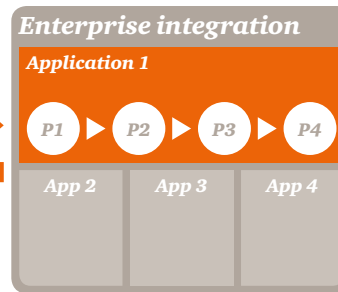 Enterprise integration
Application 1
P1 P2 P3 P4
App 2 App 3 App 4